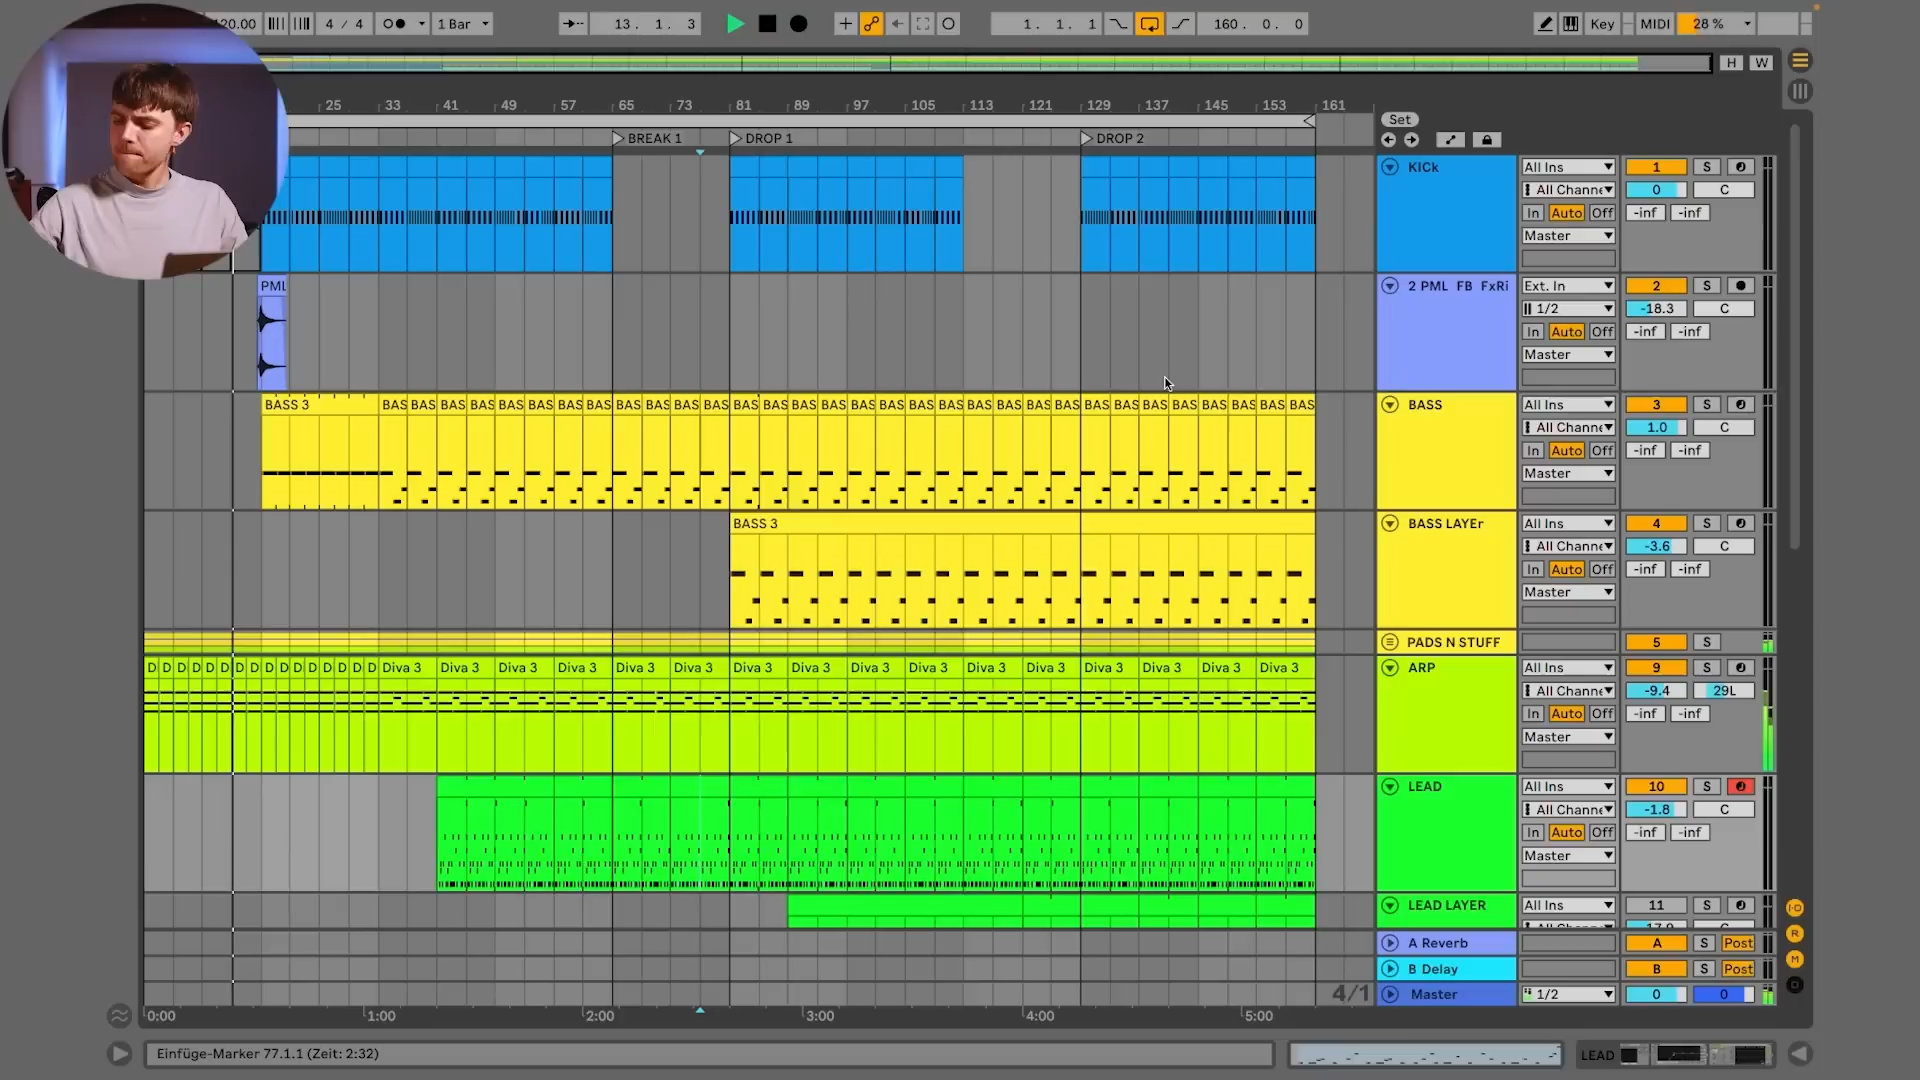 120.00 4 / 4 1 Bar 13. 1. 3 1. 1. 1 160. 0. 0 Key MIDI 28 %
H W
25 33 41 49 57 65 73 81 89 97 105 113 121 129 137 145 153 161
Set
BREAK 1 DROP 1 DROP 2
KICk All Ins 1 S
All Channe 0 C
In Auto Off -inf -inf
Master
PML 2 PML FB FxRi Ext. In 2 S
1/2 -18.3 C
In Auto Off -inf -inf
Master
BASS 3 BAS BAS BAS BAS BAS BAS BAS BAS BAS BAS BAS BAS BAS BAS BAS BAS BAS BAS BAS BAS BAS BAS BAS BAS BAS BAS BAS BAS BAS BAS BAS BAS BASS All Ins 3 S
All Channe 1.0 C
In Auto Off -inf -inf
Master
BASS 3 BASS LAYEr All Ins 4 S
All Channe -3.6 C
In Auto Off -inf -inf
Master
PADS N STUFF 5 S
D D D D D D D D D D D D D D D D Diva 3 Diva 3 Diva 3 Diva 3 Diva 3 Diva 3 Diva 3 Diva 3 Diva 3 Diva 3 Diva 3 Diva 3 Diva 3 Diva 3 Diva 3 Diva 3 ARP All Ins 9 S
All Channe -9.4 29L
In Auto Off -inf -inf
Master
LEAD All Ins 10 S
All Channe -1.8 C
In Auto Off -inf -inf
Master
LEAD LAYER All Ins 11 S
A Reverb A S Post
B Delay B S Post
4/1 Master 1/2 0 0
I·O
R
M
D
0:00 1:00 2:00 3:00 4:00 5:00
Einfüge-Marker 77.1.1 (Zeit: 2:32) LEAD